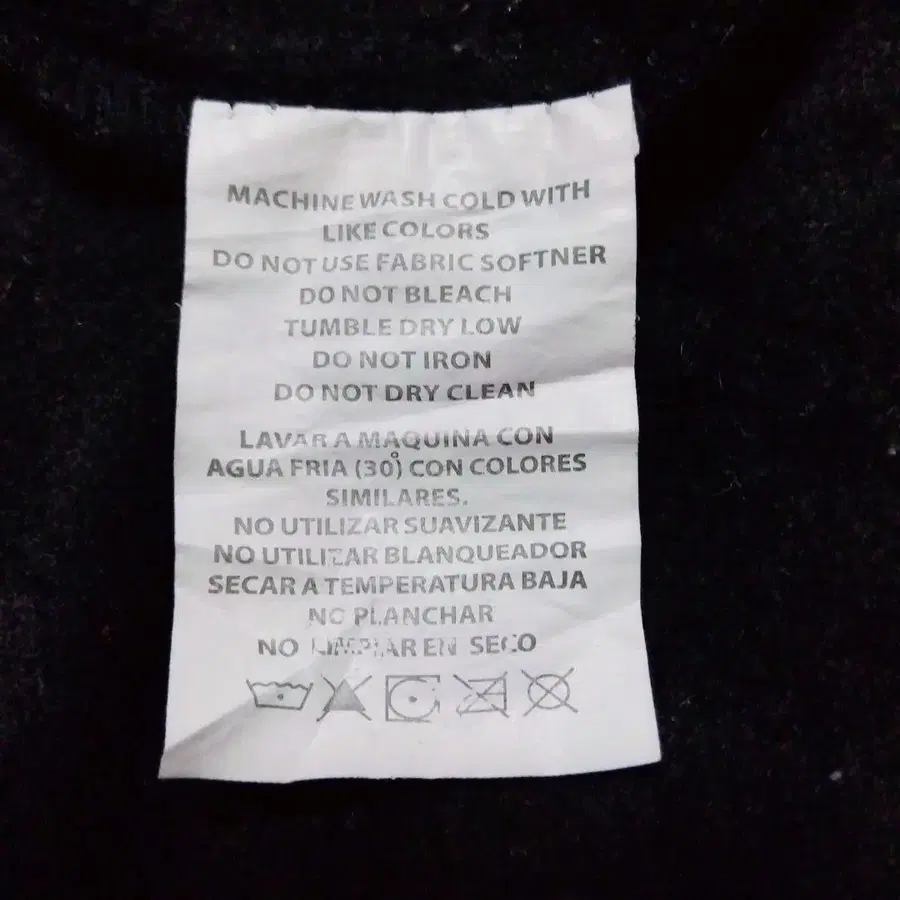 MACHINE WASH COLD WITH
LIKE COLORS
DO NOT USE FABRIC SOFTNER
DO NOT BLEACH
TUMBLE DRY LOW
DO NOT IRON
DO NOT DRY CLEAN
LAVAR A MAQUINA CON
AGUA FRIA (30°) CON COLORES
SIMILARES.
NO UTILIZAR SUAVIZANTE
NO UTILIZAR BLANQUEADOR
SECAR A TEMPERATURA BAJA
NO PLANCHAR
NO LIMPIAR EN SECO